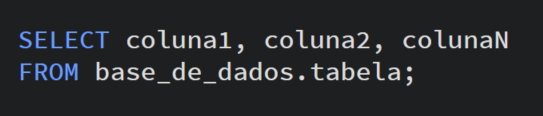 SELECT coluna1, coluna2, colunaN
FROM base_de_dados.tabela;